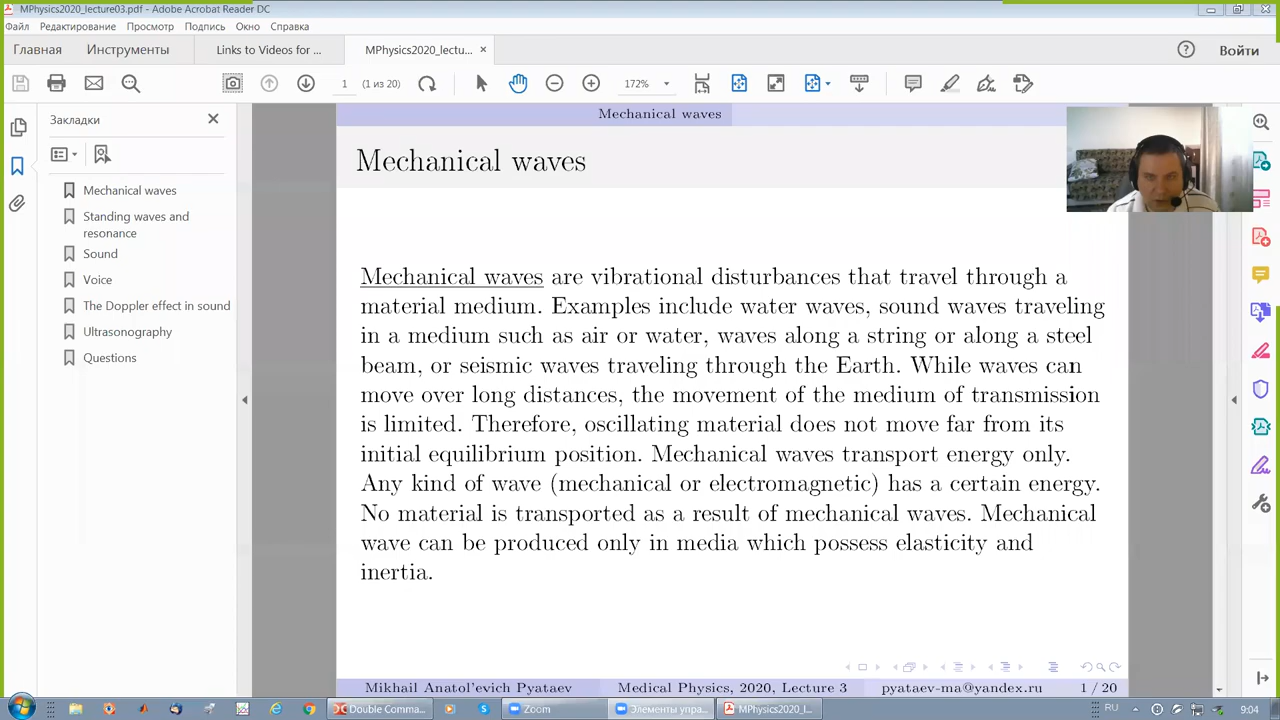 MPhysics2020_lecture03.pdf - Adobe Acrobat Reader DC
Файл Редактирование Просмотр Подпись Окно Справка
Главная Инструменты Links to Videos for ... MPhysics2020_lectu... × Войти
1 (1 из 20) 172%
Закладки
Mechanical waves
Standing waves and
resonance
Sound
Voice
The Doppler effect in sound
Ultrasonography
Questions
Mechanical waves
Mechanical waves
Mechanical waves are vibrational disturbances that travel through a
material medium. Examples include water waves, sound waves traveling
in a medium such as air or water, waves along a string or along a steel
beam, or seismic waves traveling through the Earth. While waves can
move over long distances, the movement of the medium of transmission
is limited. Therefore, oscillating material does not move far from its
initial equilibrium position. Mechanical waves transport energy only.
Any kind of wave (mechanical or electromagnetic) has a certain energy.
No material is transported as a result of mechanical waves. Mechanical
wave can be produced only in media which possess elasticity and
inertia.
Mikhail Anatol'evich Pyataev Medical Physics, 2020, Lecture 3 pyataev-ma@yandex.ru 1 / 20
Double Comma... Zoom Элементы упра... MPhysics2020_l... RU 9:04